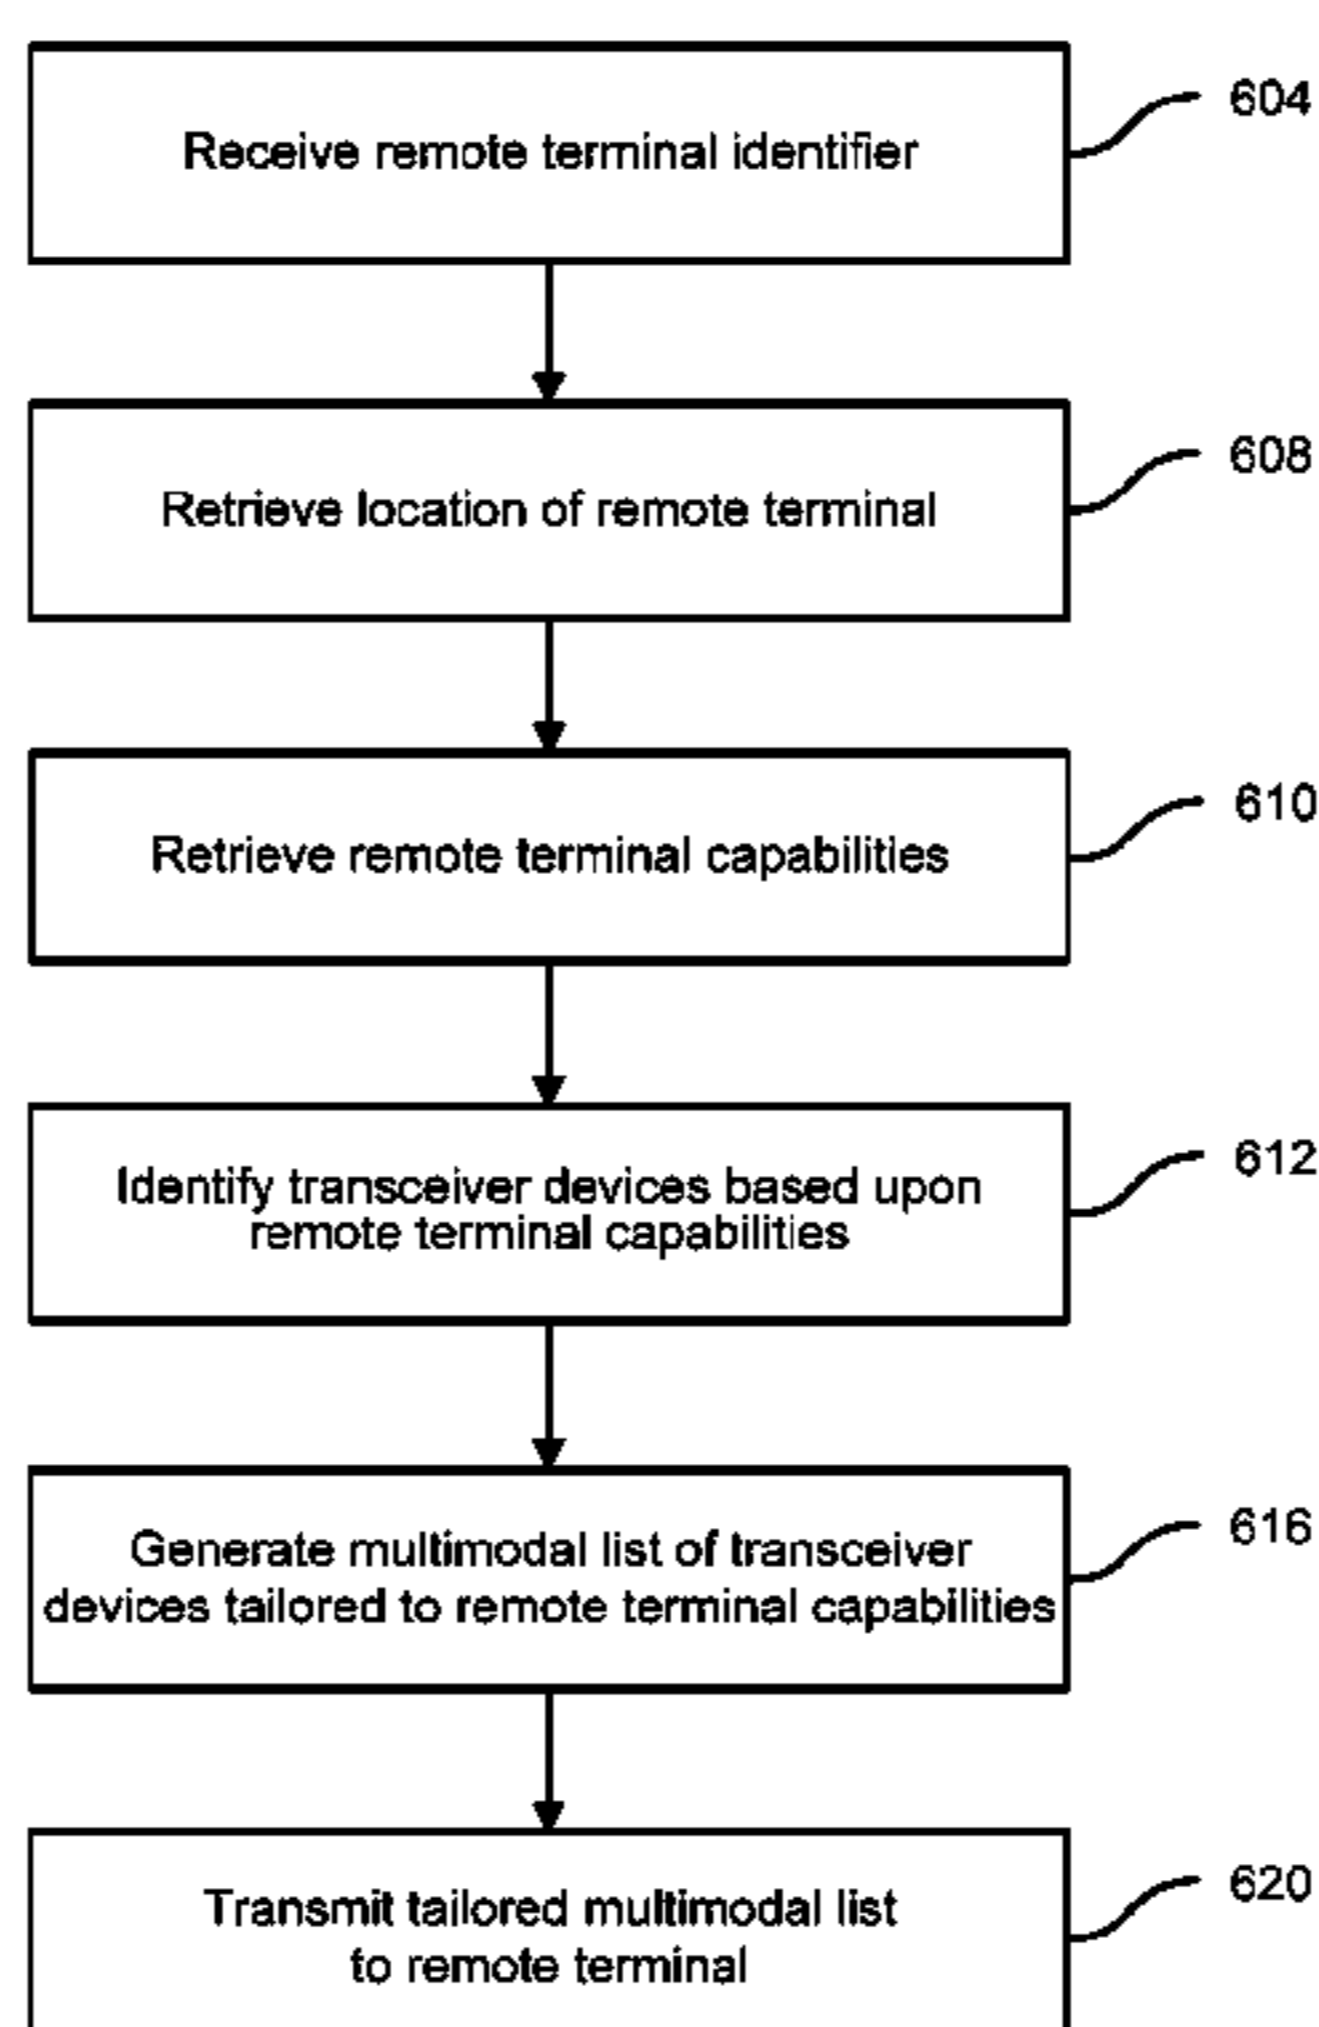 Receive remote terminal identifier
604
Retrieve location of remote terminal
608
Retrieve remote terminal capabilities
610
Identify transceiver devices based upon
remote terminal capabilities
612
Generate multimodal list of transceiver
devices tailored to remote terminal capabilities
616
Transmit tailored multimodal list
to remote terminal
620